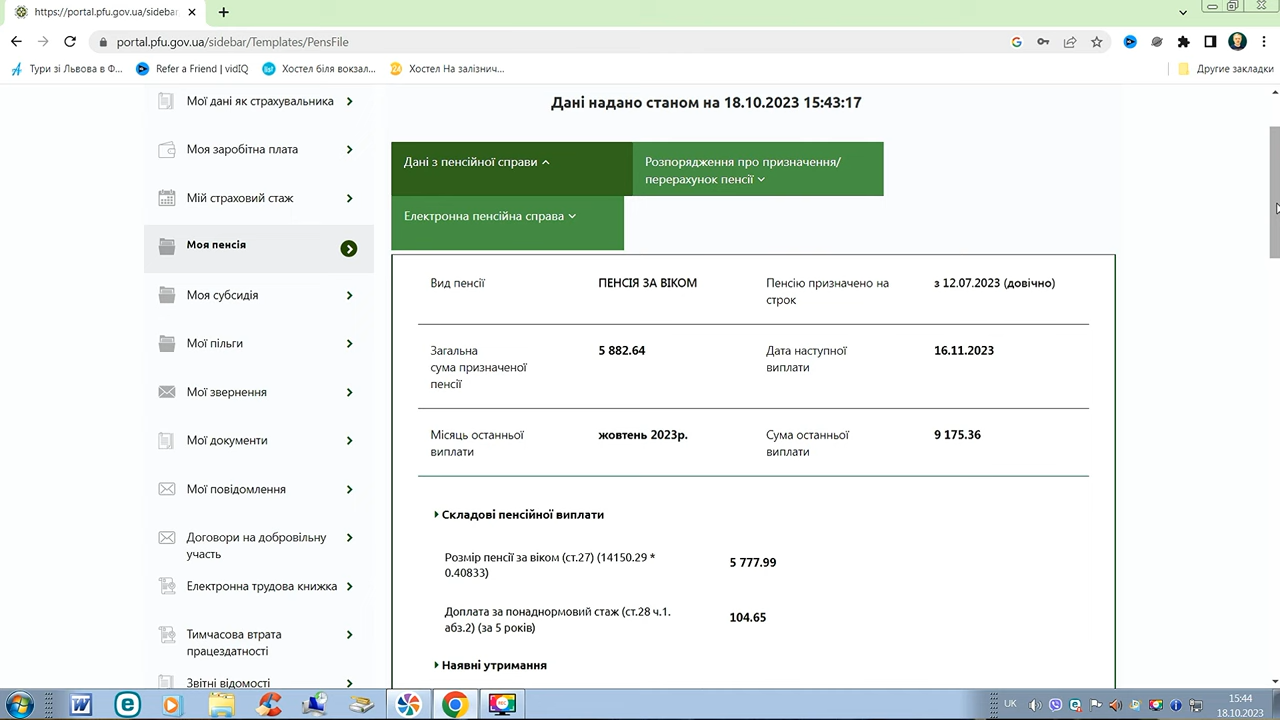 https://portal.pfu.gov.ua/sideba
portal.pfu.gov.ua/sidebar/Templates/PensFile
Тури зі Львова в Ф...
Refer a Friend | vidIQ
Хостел біля вокзал...
Хостел На залізнич...
Другие закладки
Мої дані як страхувальника
Моя заробітна плата
Мій страховий стаж
Моя пенсія
Моя субсидія
Мої пільги
Мої звернення
Мої документи
Мої повідомлення
Договори на добровільну
участь
Електронна трудова книжка
Тимчасова втрата
працездатності
Звітні відомості
Дані надано станом на 18.10.2023 15:43:17
Дані з пенсійної справи
Розпорядження про призначення/
перерахунок пенсії
Електронна пенсійна справа
Вид пенсії
ПЕНСІЯ ЗА ВІКОМ
Пенсію призначено на
строк
з 12.07.2023 (довічно)
Загальна
сума призначеної
пенсії
5 882.64
Дата наступної
виплати
16.11.2023
Місяць останньої
виплати
жовтень 2023р.
Сума останньої
виплати
9 175.36
Складові пенсійної виплати
Розмір пенсії за віком (ст.27) (14150.29 *
0.40833)
5 777.99
Доплата за понаднормовий стаж (ст.28 ч.1.
абз.2) (за 5 років)
104.65
Наявні утримання
UK
15:44
18.10.2023